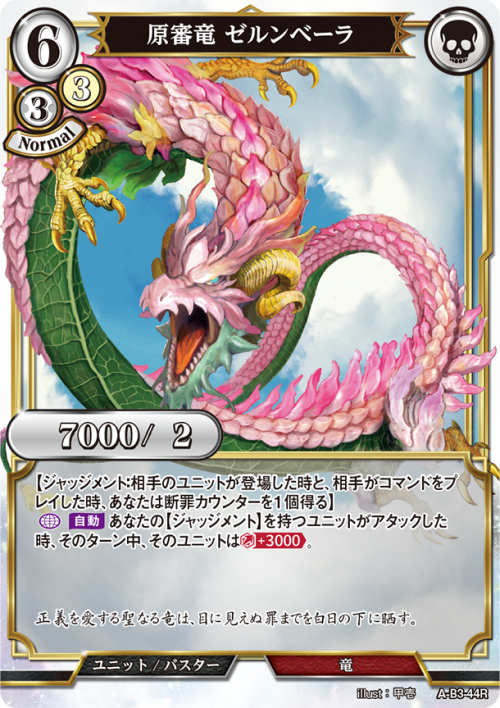 6
原審竜 ゼルンベーラ
3
3
Normal
7000/ 2
【ジャッジメント:相手のユニットが登場した時と、相手がコマンドをプ
レイした時、あなたは断罪カウンターを1個得る】
自動 あなたの【ジャッジメント】を持つユニットがアタックした
時、そのターン中、そのユニットは+3000。
正義を愛する聖なる竜は、目に見えぬ罪までを白日の下に晒す。
ユニット / バスター
竜
illust:甲壱
A-B3-44R